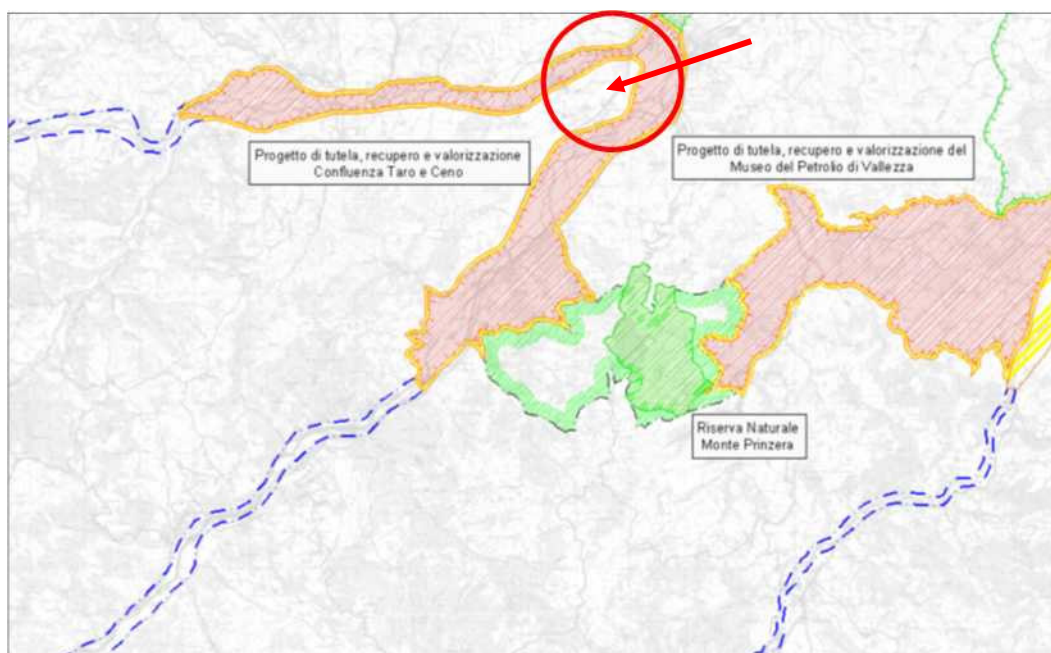 Progetto di tutela, recupero e valorizzazione
Confluenza Taro e Ceno
Progetto di tutela, recupero e valorizzazione del
Museo del Petrolio di Vallezza
Riserva Naturale
Monte Prinzera